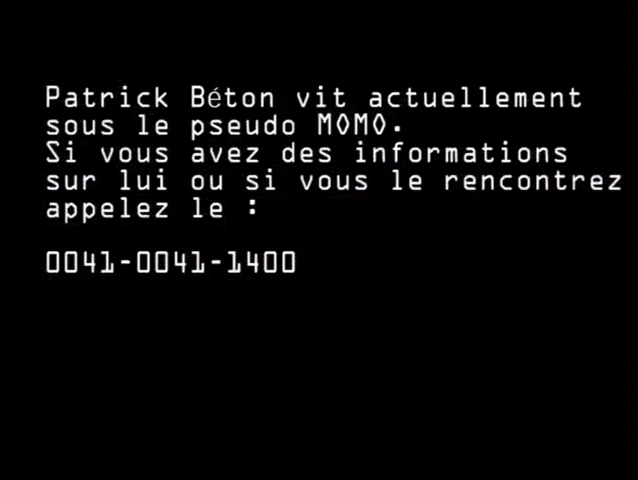 Patrick Béton vit actuellement
sous le pseudo MOMO.
Si vous avez des informations
sur lui ou si vous le rencontrez
appelez le :
0041-0041-1400